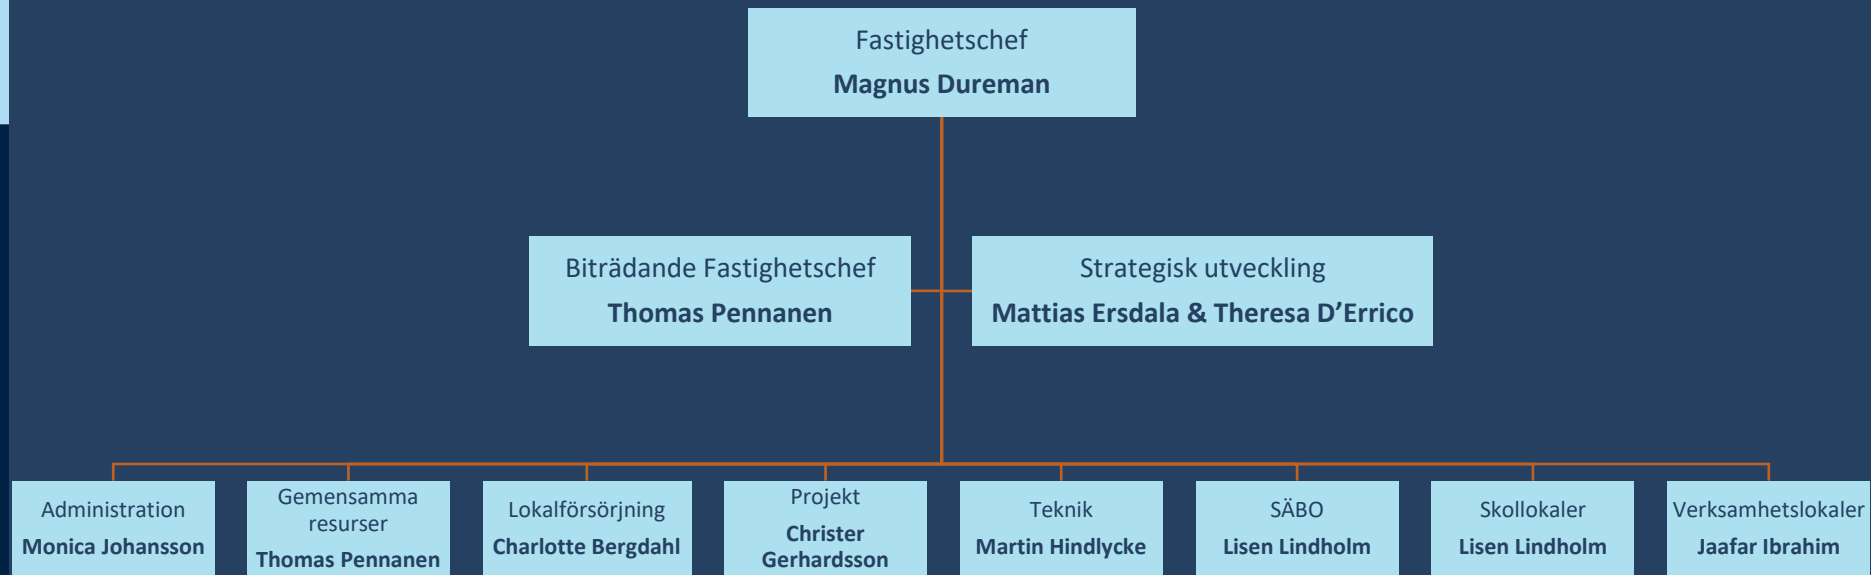 Fastighetschef
Magnus Dureman
Biträdande Fastighetschef
Thomas Pennanen
Strategisk utveckling
Mattias Ersdala & Theresa D’Errico
Administration
Monica Johansson
Gemensamma
resurser
Thomas Pennanen
Lokalförsörjning
Charlotte Bergdahl
Projekt
Christer
Gerhardsson
Teknik
Martin Hindlycke
SÄBO
Lisen Lindholm
Skollokaler
Lisen Lindholm
Verksamhetslokaler
Jaafar Ibrahim